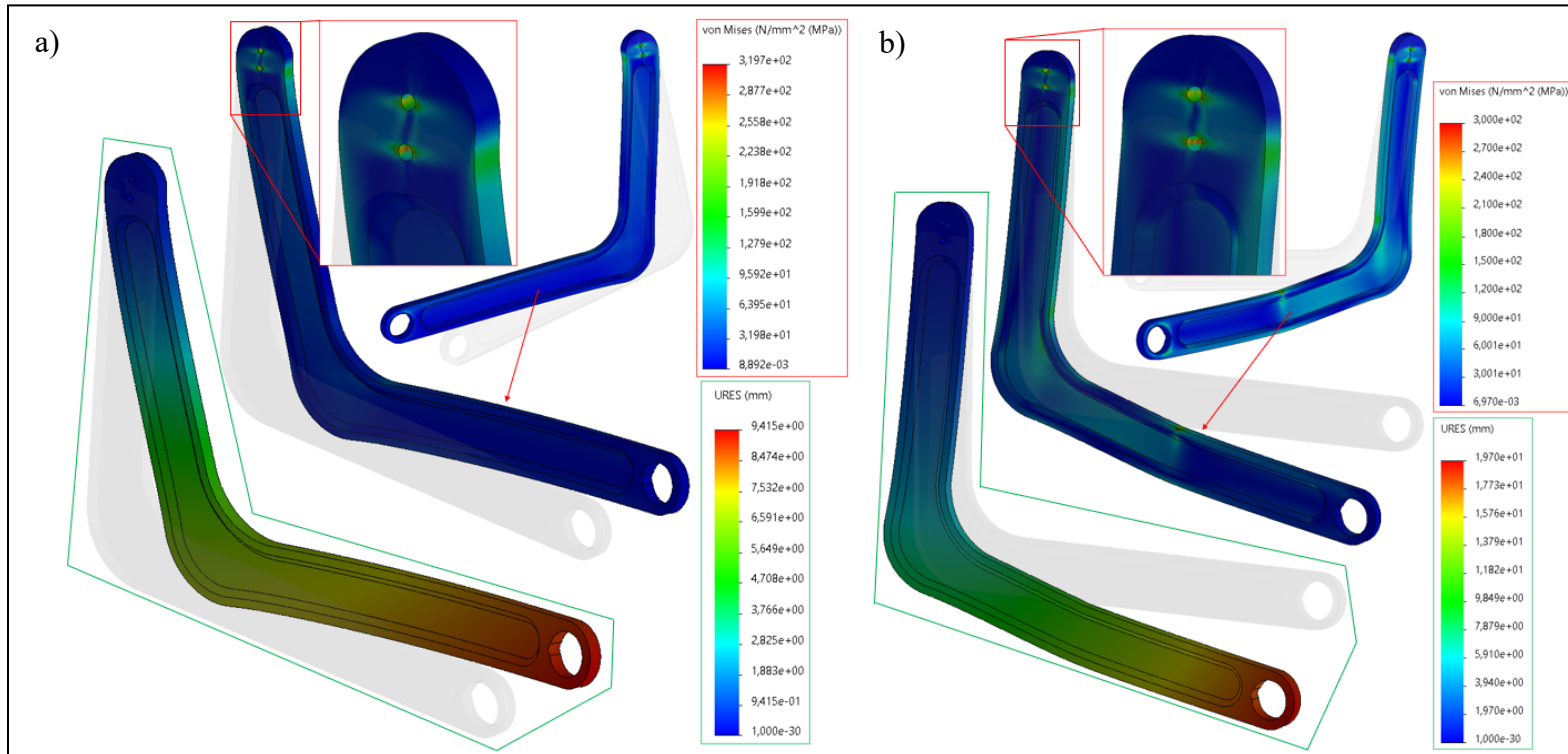 a)
von Mises (N/mm^2 (MPa))
3,197e+02
2,877e+02
2,558e+02
2,238e+02
1,918e+02
1,599e+02
1,279e+02
9,592e+01
6,395e+01
3,198e+01
8,892e-03
URES (mm)
9,415e+00
8,474e+00
7,532e+00
6,591e+00
5,649e+00
4,708e+00
3,766e+00
2,825e+00
1,883e+00
9,415e-01
1,000e-30
b)
von Mises (N/mm^2 (MPa))
3,000e+02
2,700e+02
2,400e+02
2,100e+02
1,800e+02
1,500e+02
1,200e+02
9,000e+01
6,001e+01
3,001e+01
6,970e-03
URES (mm)
1,970e+01
1,773e+01
1,576e+01
1,379e+01
1,182e+01
9,849e+00
7,879e+00
5,910e+00
3,940e+00
1,970e+00
1,000e-30